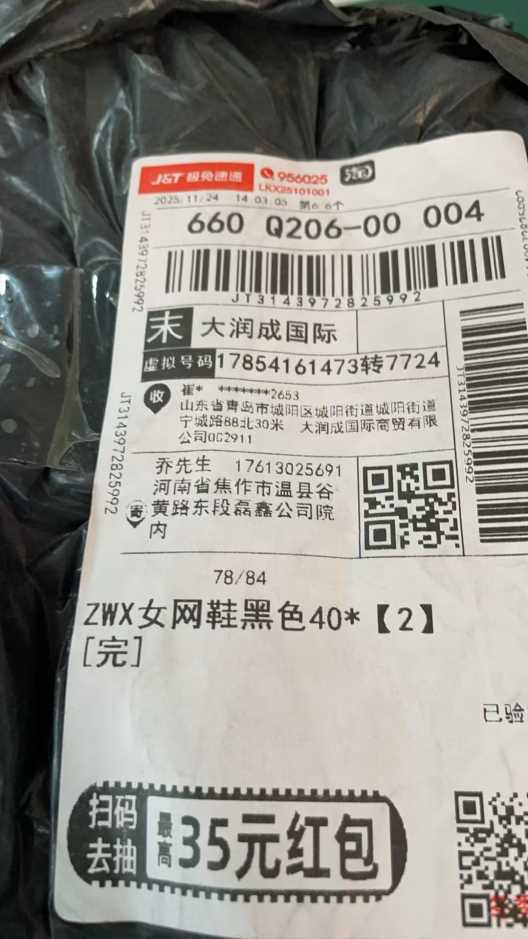 J&T 极兔速递
956025
LRX25101001
2025/11/24 14:03:05 第6/6个
660 Q206-00 004
JT3143972825992
JT3143972825992
末 大润成国际
虚拟号码 17854161473转7724
收 崔* *******2653
山东省青岛市城阳区城阳街道城阳街道
宁城路88北30米 大润成国际商贸有限
公司0G2911
JT3143972825992
JT3143972825992
乔先生 17613025691
寄 河南省焦作市温县谷
黄路东段磊鑫公司院
内
78/84
ZWX女网鞋黑色40*【2】
[完]
已验
扫码
去抽
最高
35元红包